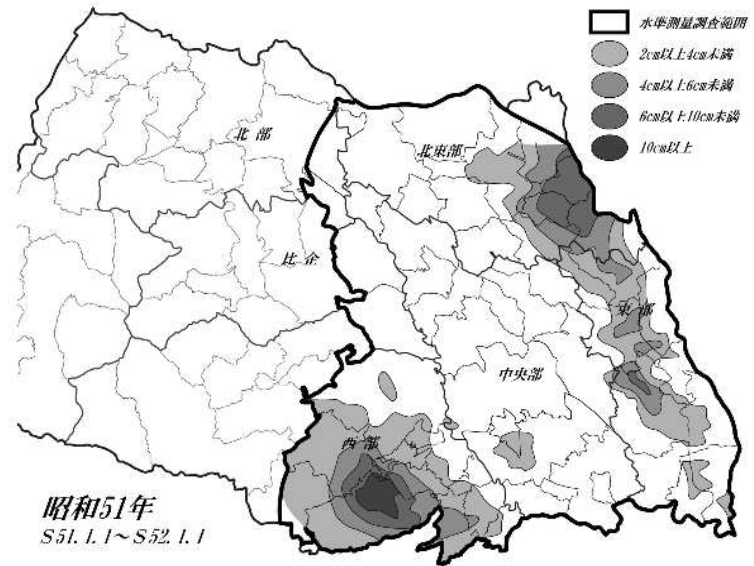 水準測量調査範囲
2cm以上4cm未満
4cm以上6cm未満
6cm以上10cm未満
10cm以上
北部
北東部
比企
東部
中央部
西部
昭和51年
S51.1.1～S52.1.1